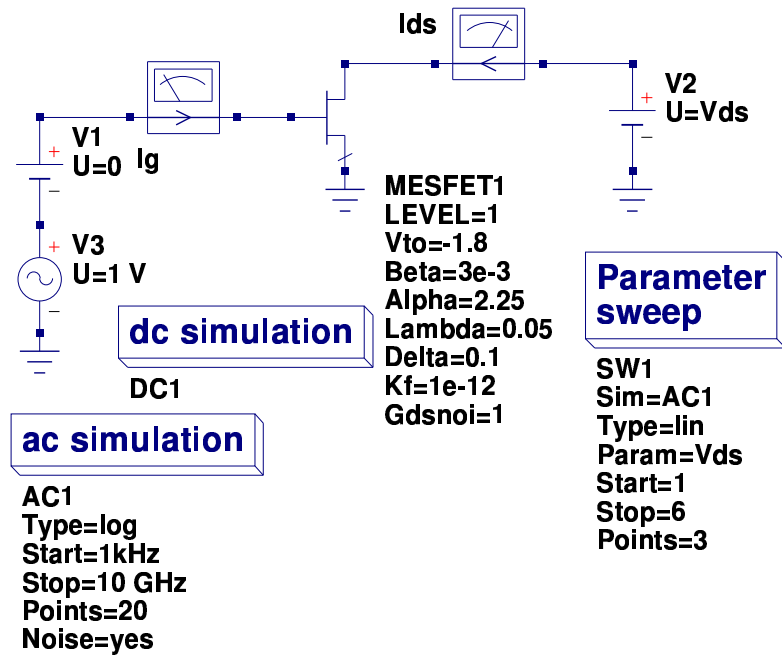 Ids
V2
U=Vds
V1
U=0
Ig
V3
U=1 V
MESFET1
LEVEL=1
Vto=-1.8
Beta=3e-3
Alpha=2.25
Lambda=0.05
Delta=0.1
Kf=1e-12
Gdsnoi=1
dc simulation
DC1
Parameter
sweep
SW1
Sim=AC1
Type=lin
Param=Vds
Start=1
Stop=6
Points=3
ac simulation
AC1
Type=log
Start=1kHz
Stop=10 GHz
Points=20
Noise=yes